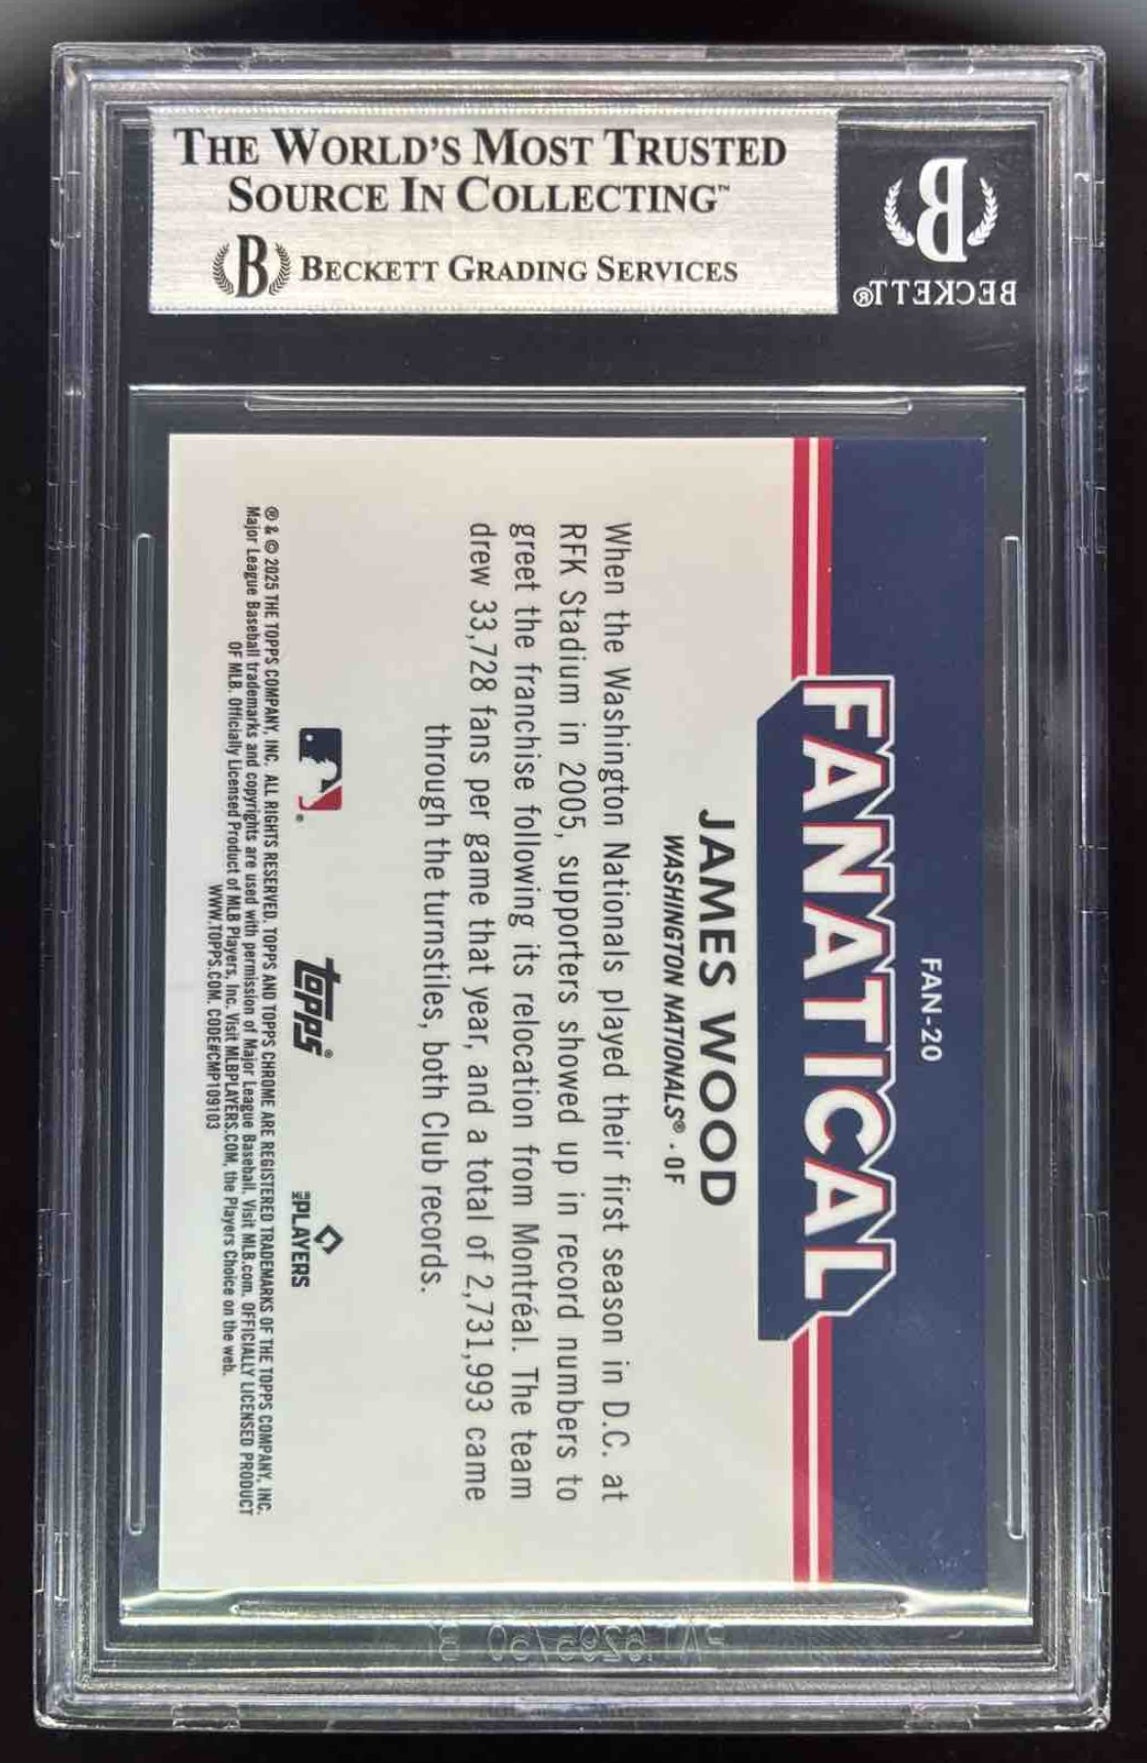 THE WORLD'S MOST TRUSTED
SOURCE IN COLLECTING™
B BECKETT GRADING SERVICES
B
BECKETT®
FAN-20
FANATICAL
JAMES WOOD
WASHINGTON NATIONALS® · OF
When the Washington Nationals played their first season in D.C. at
RFK Stadium in 2005, supporters showed up in record numbers to
greet the franchise following its relocation from Montréal. The team
drew 33,728 fans per game that year, and a total of 2,731,993 came
through the turnstiles, both Club records.
topps®
MLB PLAYERS
® & © 2025 THE TOPPS COMPANY, INC. ALL RIGHTS RESERVED. TOPPS AND TOPPS CHROME ARE REGISTERED TRADEMARKS OF THE TOPPS COMPANY, INC.
Major League Baseball trademarks and copyrights are used with permission of Major League Baseball. Visit MLB.com. OFFICIALLY LICENSED PRODUCT
OF MLB. Officially Licensed Product of MLB Players, Inc. Visit MLBPLAYERS.COM, the Players Choice on the web.
WWW.TOPPS.COM. CODE#CMP109103